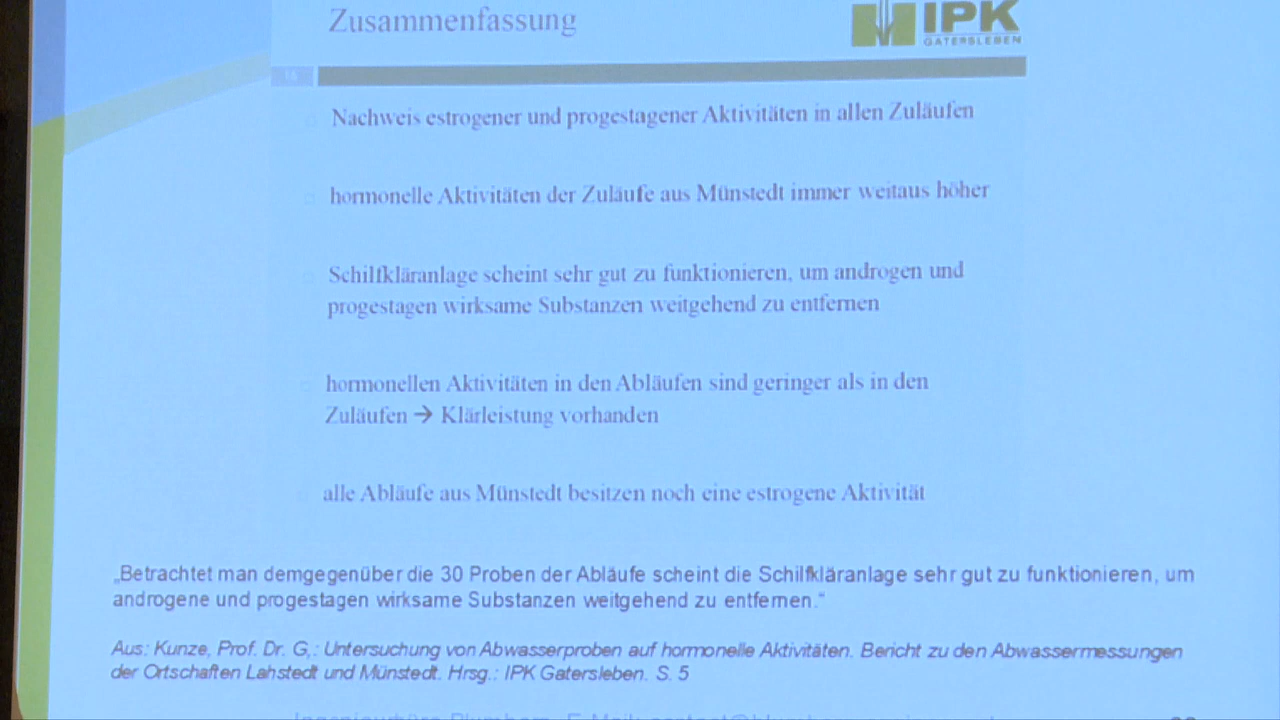 Zusammenfassung
IPK
GATERSLEBEN
Nachweis estrogener und progestagener Aktivitäten in allen Zuläufen
hormonelle Aktivitäten der Zuläufe aus Münstedt immer weitaus höher
Schilfkläranlage scheint sehr gut zu funktionieren, um androgen und
progestagen wirksame Substanzen weitgehend zu entfernen
hormonellen Aktivitäten in den Abläufen sind geringer als in den
Zuläufen → Klärleistung vorhanden
alle Abläufe aus Münstedt besitzen noch eine estrogene Aktivität
„Betrachtet man demgegenüber die 30 Proben der Abläufe scheint die Schilfkläranlage sehr gut zu funktionieren, um
androgene und progestagen wirksame Substanzen weitgehend zu entfernen.“
Aus: Kunze, Prof. Dr. G,: Untersuchung von Abwasserproben auf hormonelle Aktivitäten. Bericht zu den Abwassermessungen
der Ortschaften Lahstedt und Münstedt. Hrsg.: IPK Gatersleben. S. 5